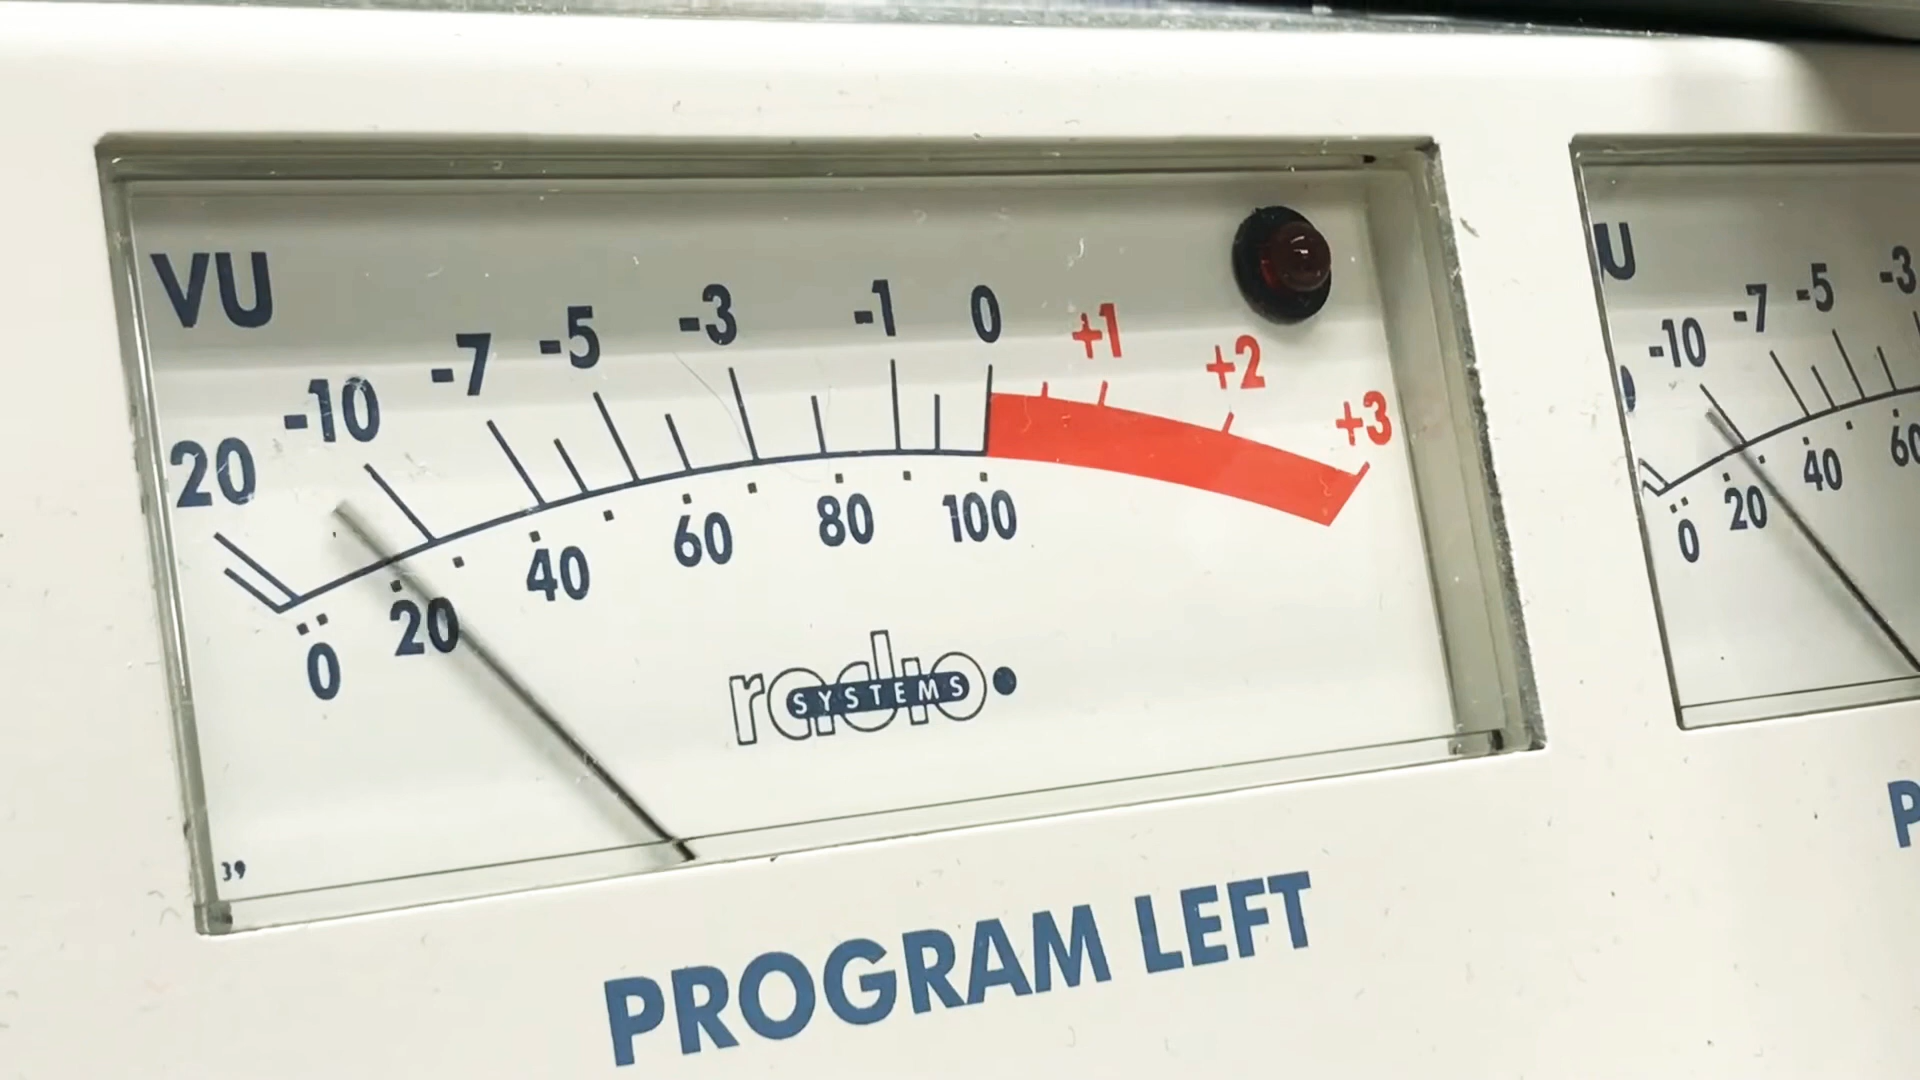 VU
20 -10 -7 -5 -3 -1 0 +1 +2 +3
0 20 40 60 80 100
radio
SYSTEMS
39
PROGRAM LEFT
U
-10 -7 -5 -3
0 20 40 60
P